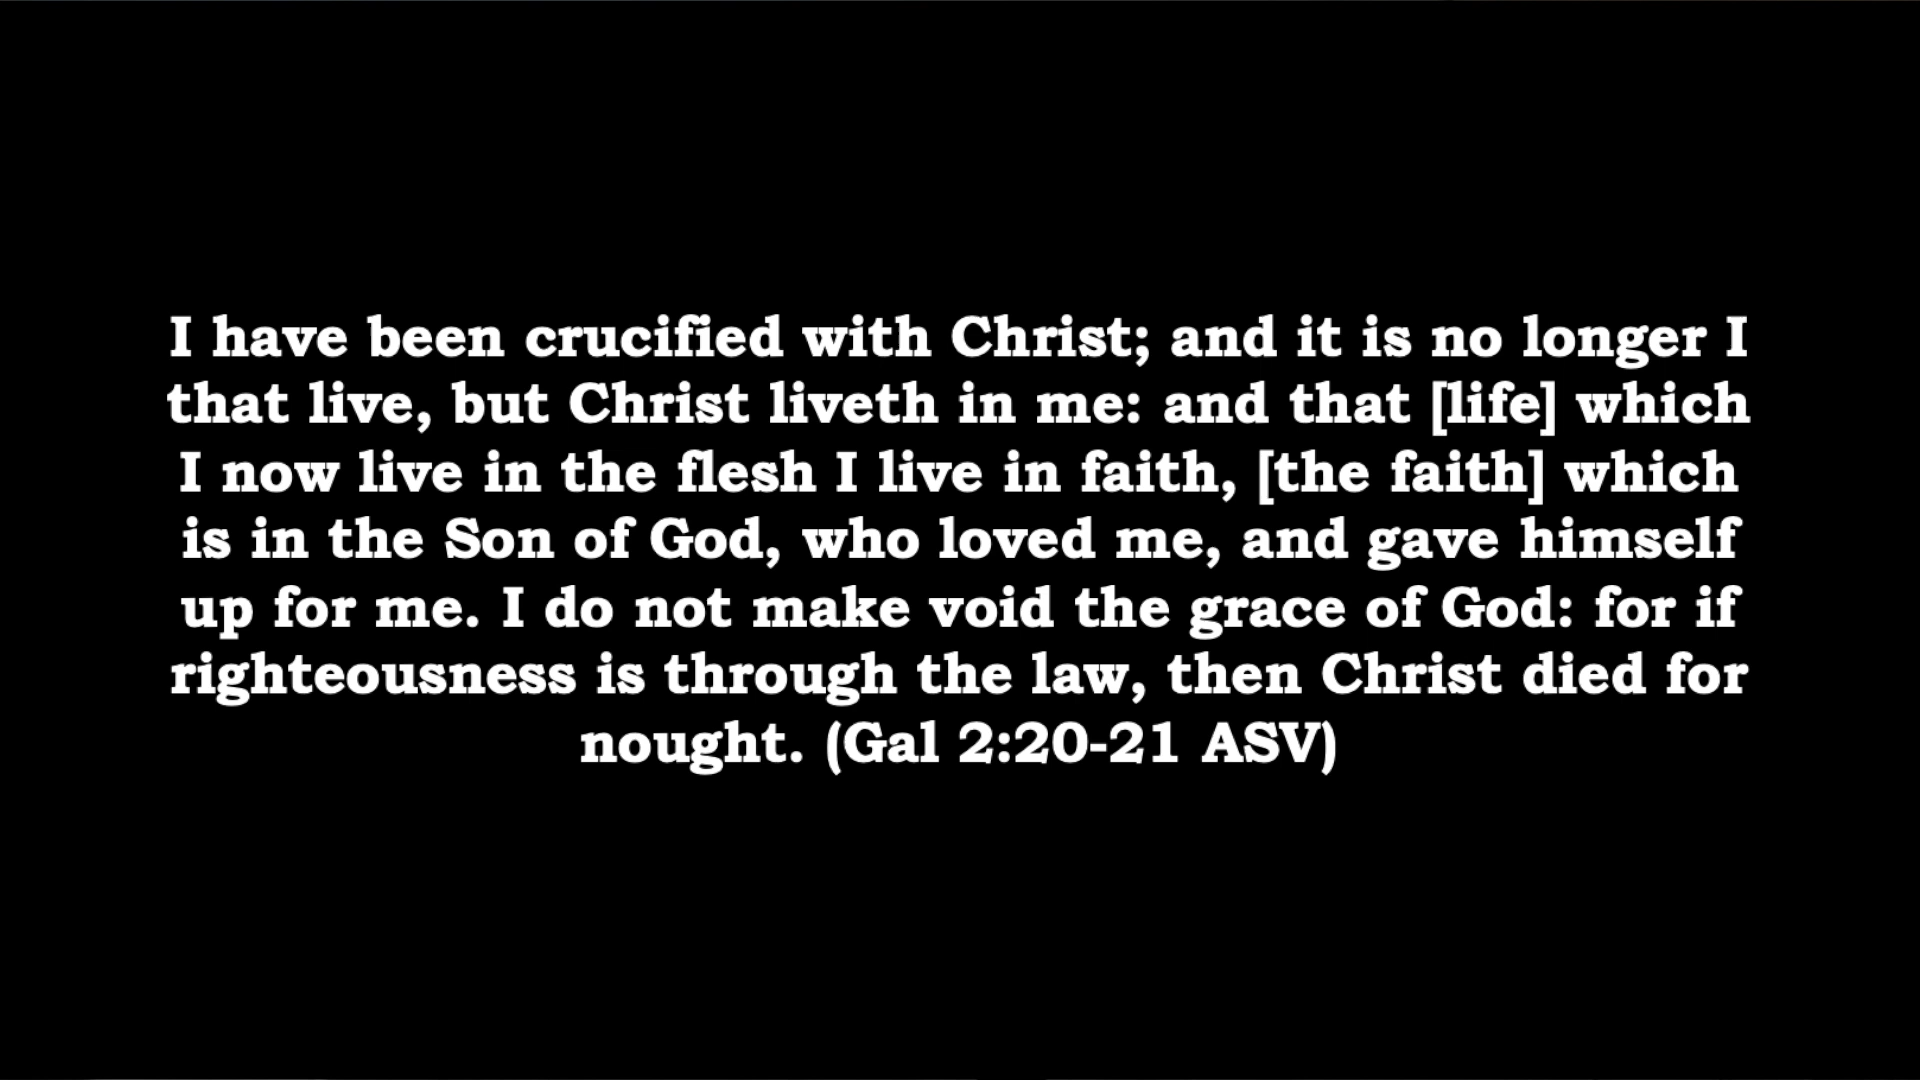 I have been crucified with Christ; and it is no longer I
that live, but Christ liveth in me: and that [life] which
I now live in the flesh I live in faith, [the faith] which
is in the Son of God, who loved me, and gave himself
up for me. I do not make void the grace of God: for if
righteousness is through the law, then Christ died for
nought. (Gal 2:20-21 ASV)